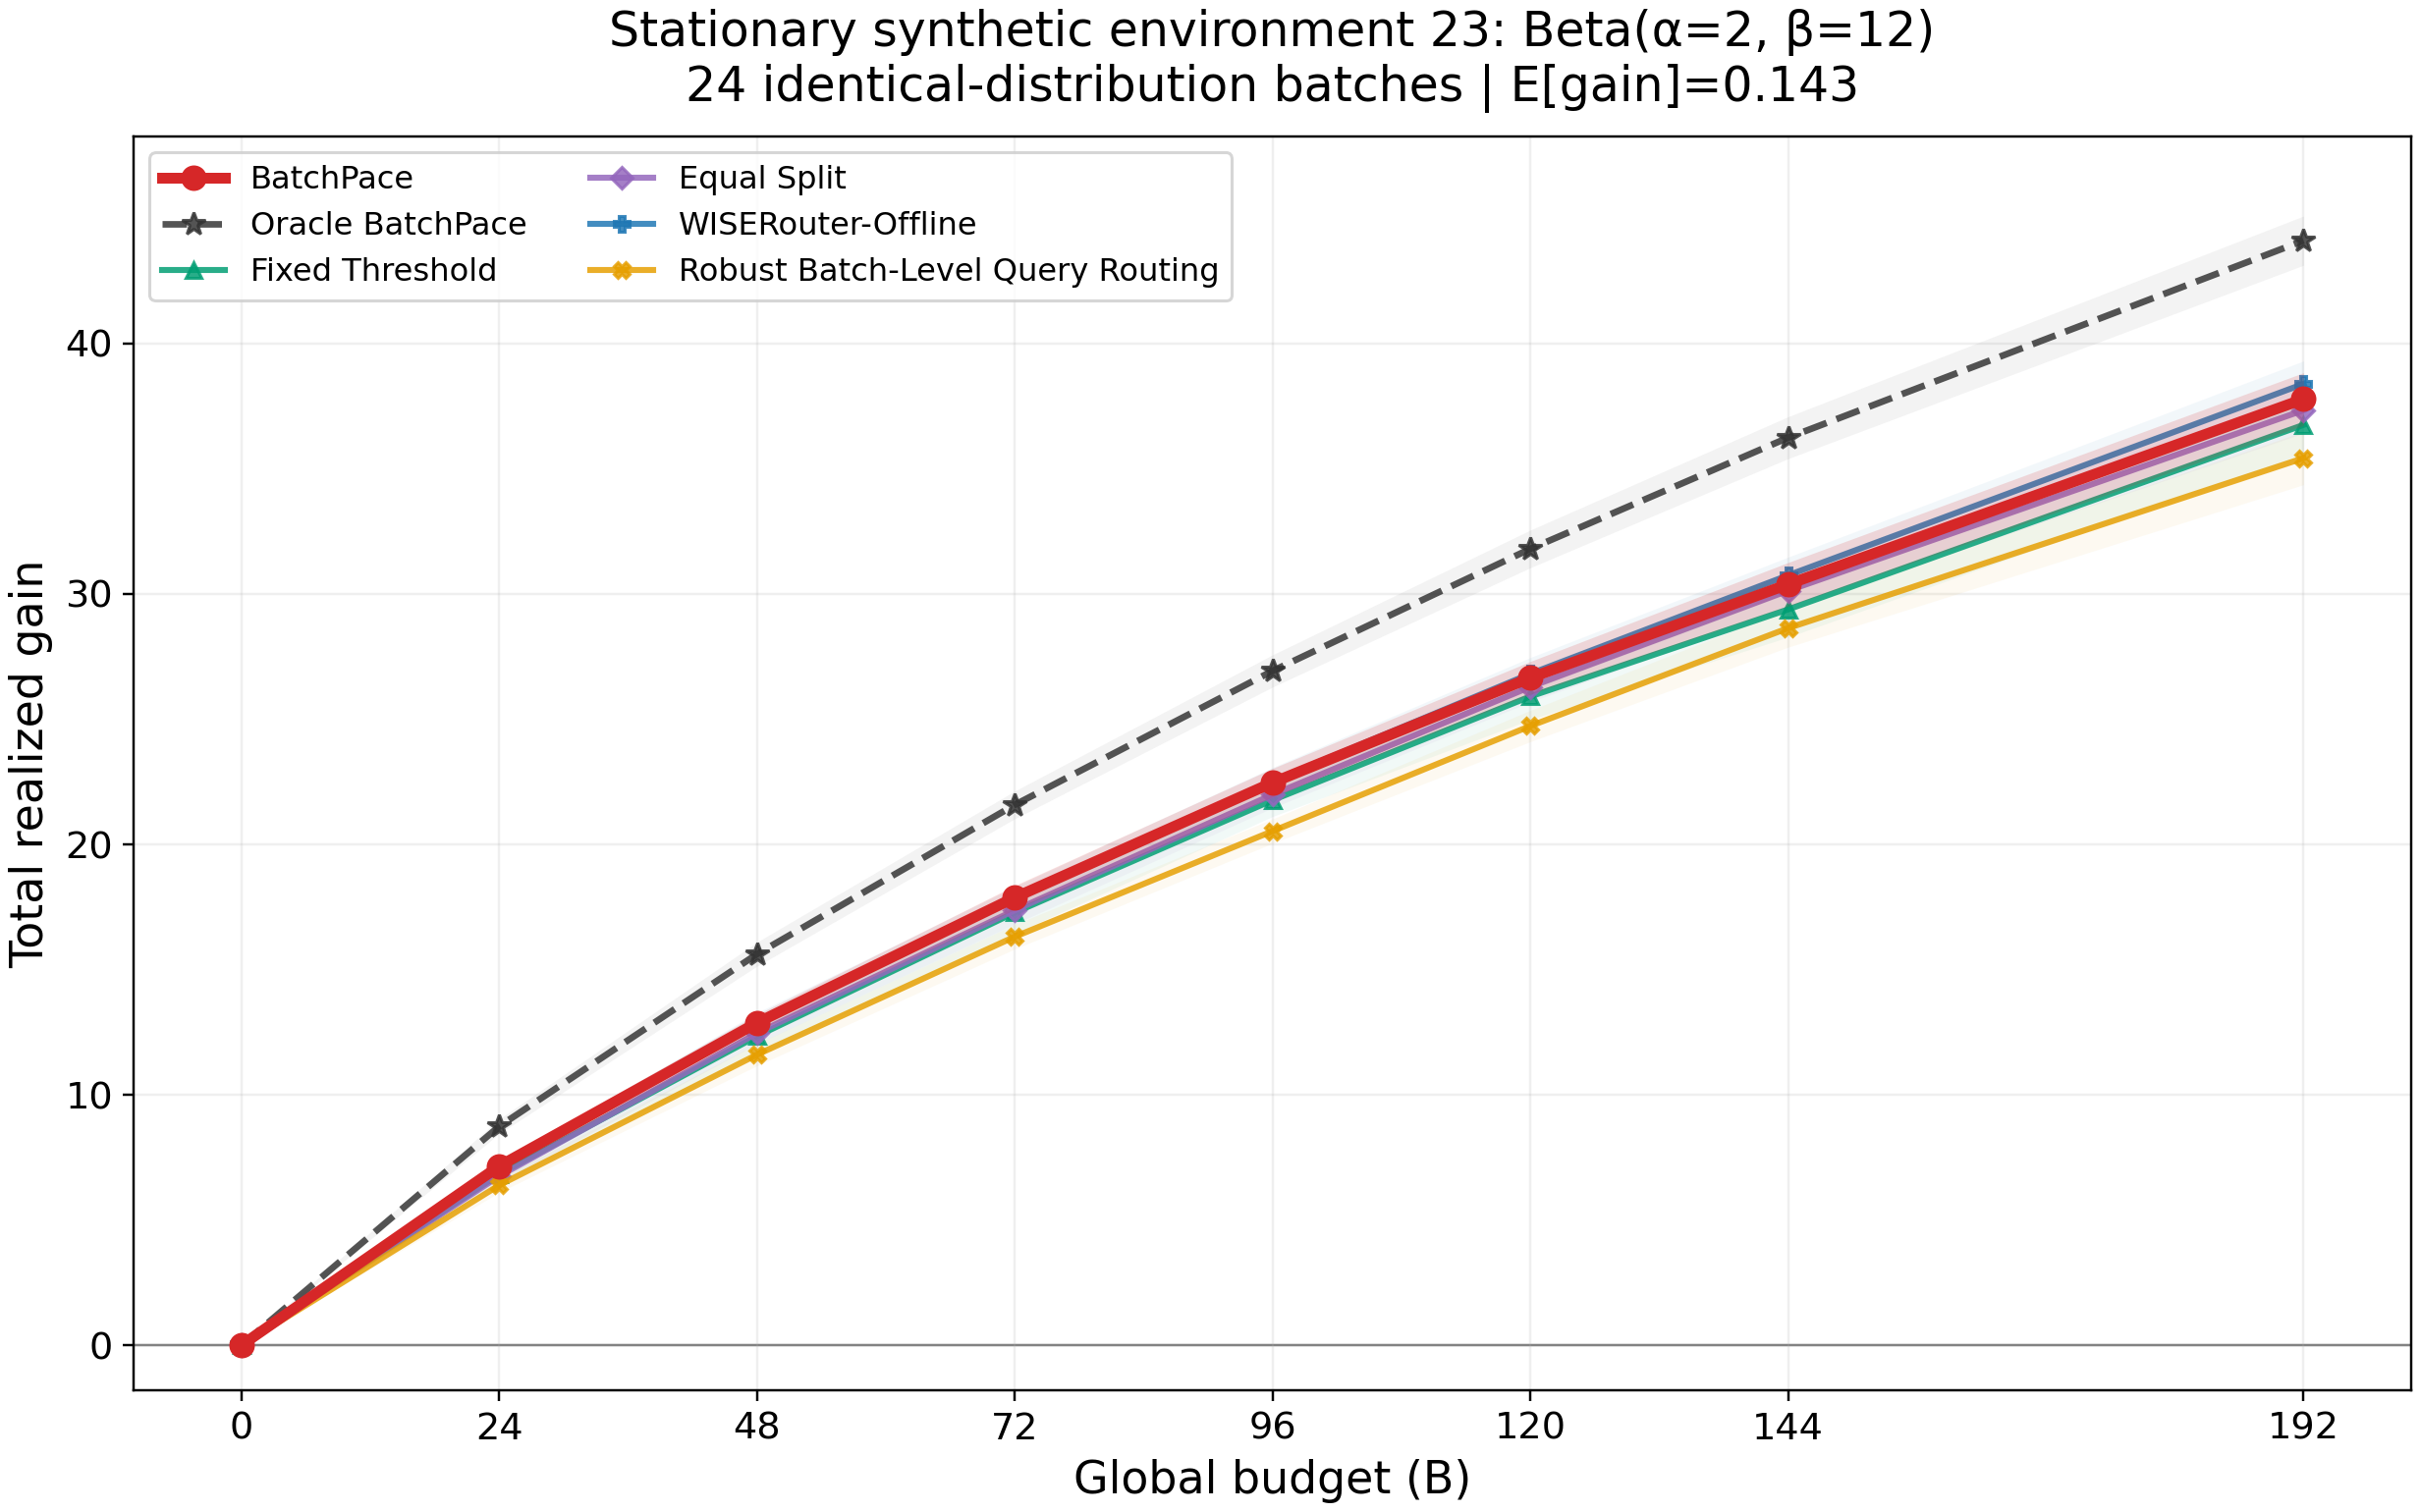 Stationary synthetic environment 23: Beta(α=2, β=12)
24 identical-distribution batches | E[gain]=0.143
BatchPace
Oracle BatchPace
Fixed Threshold
Equal Split
WISERouter-Offline
Robust Batch-Level Query Routing
Total realized gain
40
30
20
10
0
0 24 48 72 96 120 144 192
Global budget (B)